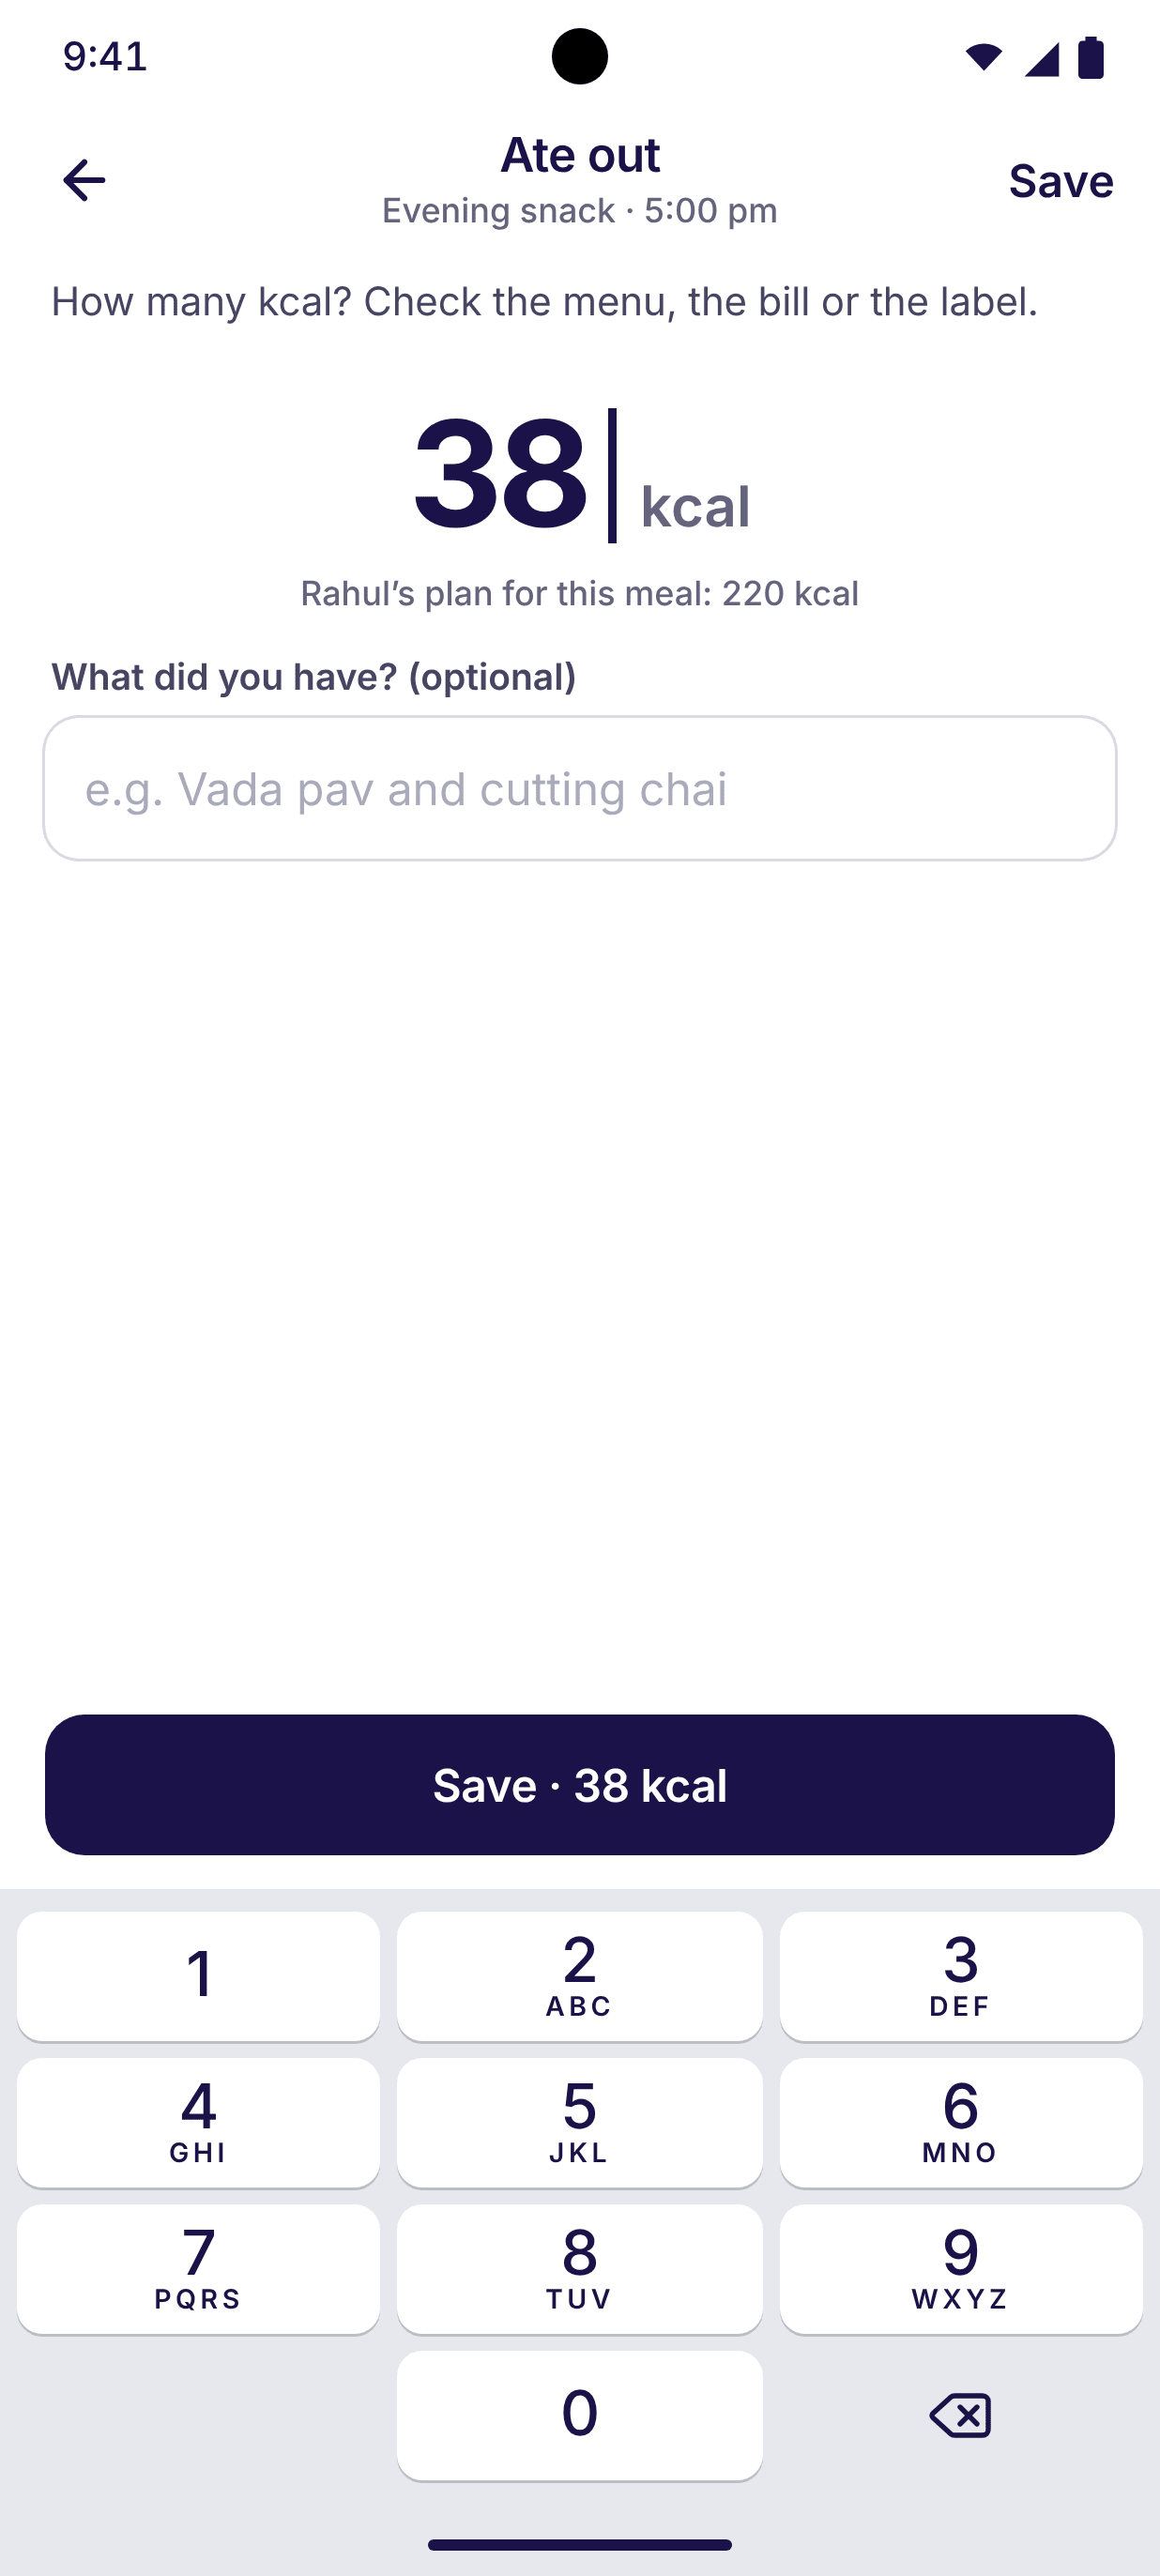 9:41
Ate out
Evening snack · 5:00 pm
Save
How many kcal? Check the menu, the bill or the label.
38 kcal
Rahul’s plan for this meal: 220 kcal
What did you have? (optional)
e.g. Vada pav and cutting chai
Save · 38 kcal
1
2
ABC
3
DEF
4
GHI
5
JKL
6
MNO
7
PQRS
8
TUV
9
WXYZ
0